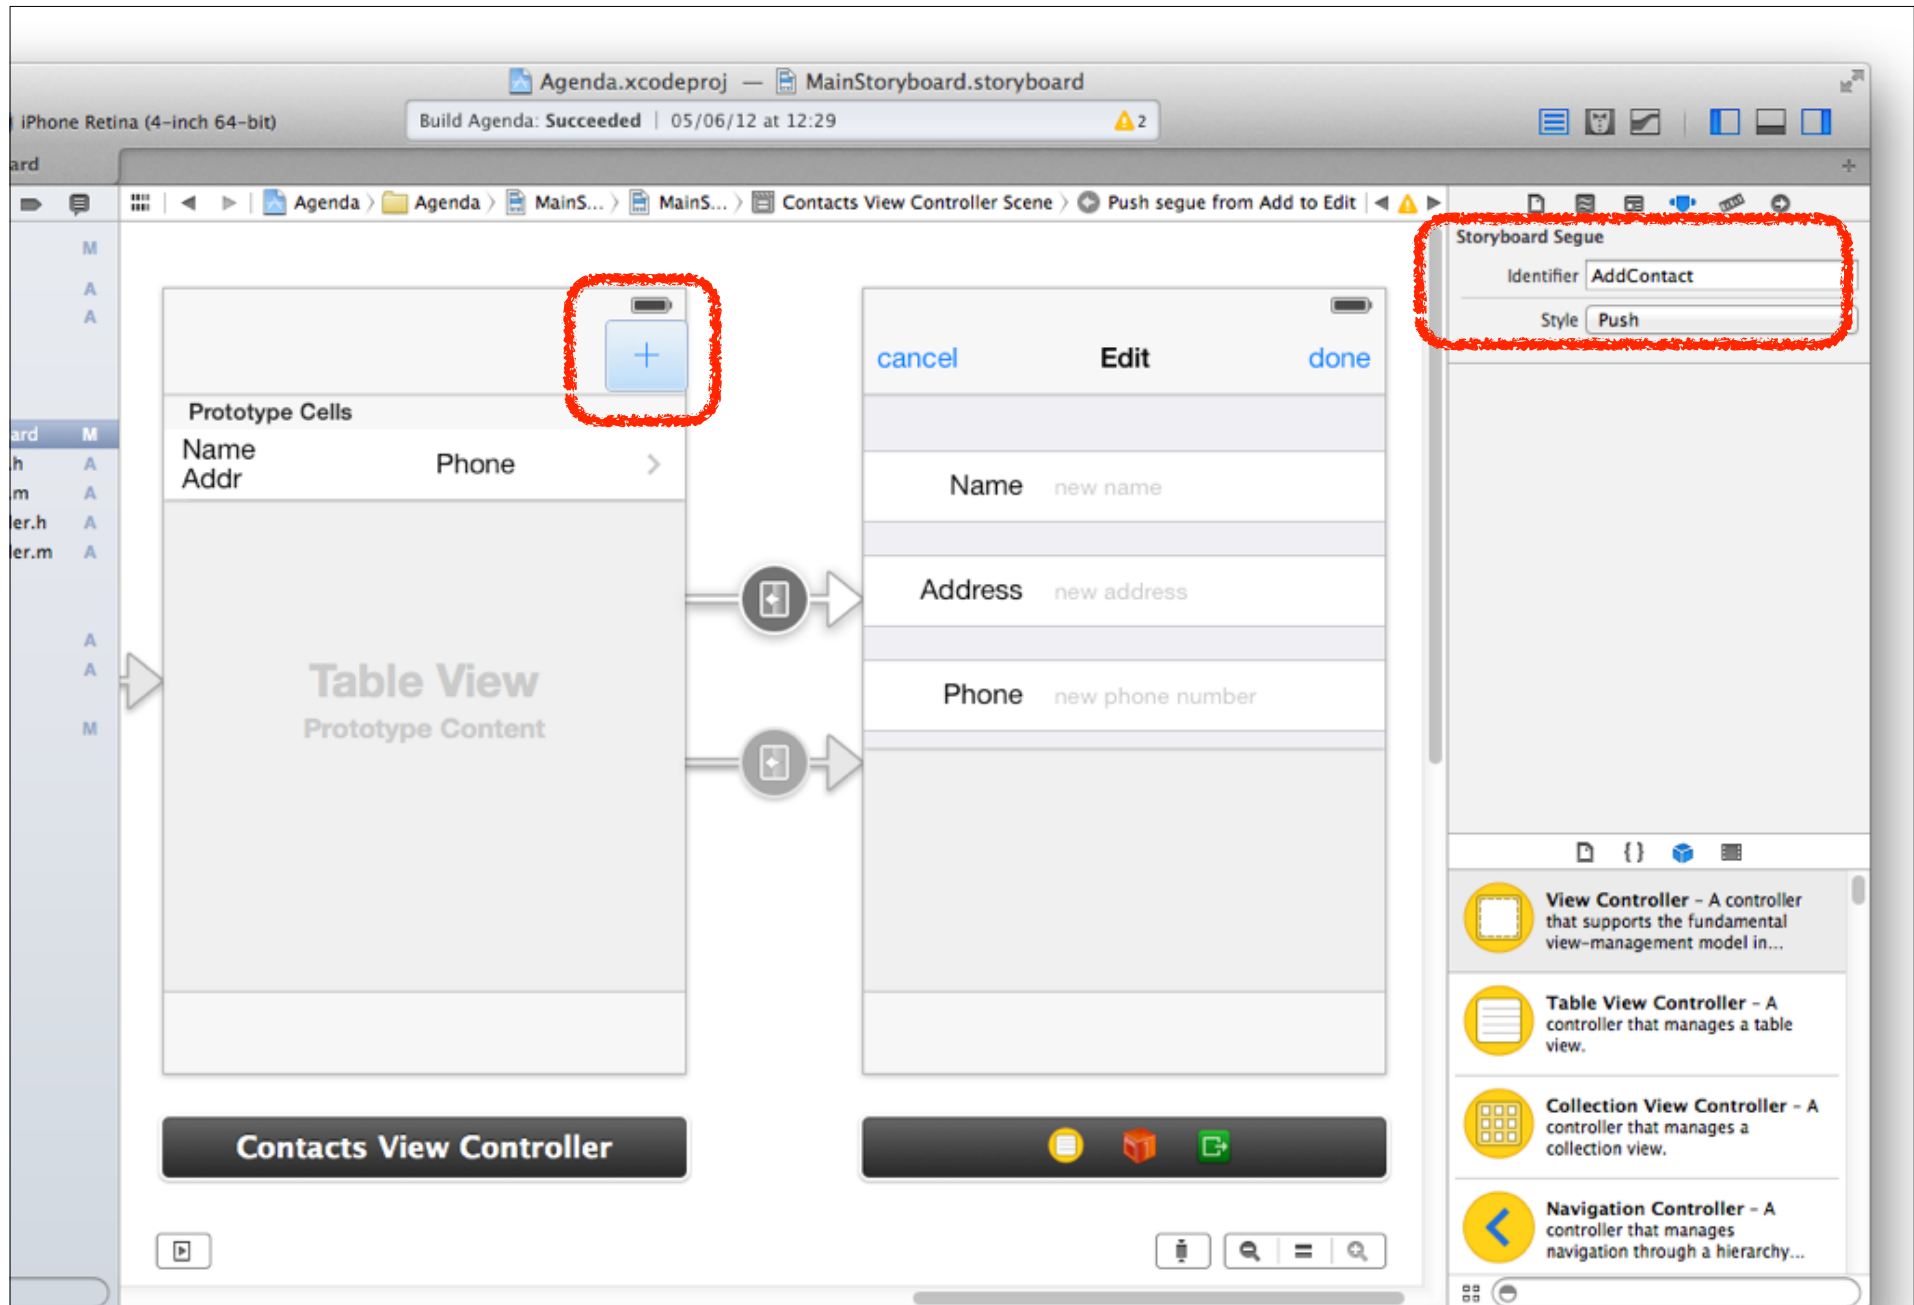 Agenda.xcodeproj — MainStoryboard.storyboard
iPhone Retina (4-inch 64-bit)
Build Agenda: Succeeded | 05/06/12 at 12:29
2
ard
+
Agenda
Agenda
MainS...
MainS...
Contacts View Controller Scene
Push segue from Add to Edit
Storyboard Segue
Identifier AddContact
Style Push
M
A
A
ard M
.h A
.m A
ler.h A
ler.m A
A
A
M
+
Prototype Cells
Name
Addr
Phone
Table View
Prototype Content
Contacts View Controller
cancel Edit done
Name new name
Address new address
Phone new phone number
{}
View Controller - A controller
that supports the fundamental
view-management model in...
Table View Controller - A
controller that manages a table
view.
Collection View Controller - A
controller that manages a
collection view.
Navigation Controller - A
controller that manages
navigation through a hierarchy...